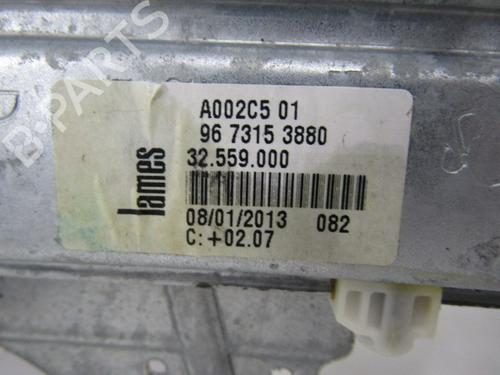 B-PARTS
A002C5 01
96 7315 3880
32.559.000
lames
08/01/2013 082
C: +02.07